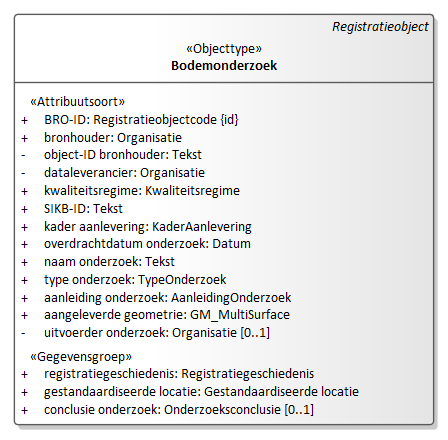 Registratieobject
«Objecttype»
Bodemonderzoek
«Attribuutsoort»
+ BRO-ID: Registratieobjectcode {id}
+ bronhouder: Organisatie
- object-ID bronhouder: Tekst
- dataleverancier: Organisatie
+ kwaliteitsregime: Kwaliteitsregime
+ SIKB-ID: Tekst
+ kader aanlevering: KaderAanlevering
+ overdrachtdatum onderzoek: Datum
+ naam onderzoek: Tekst
+ type onderzoek: TypeOnderzoek
+ aanleiding onderzoek: AanleidingOnderzoek
+ aangeleverde geometrie: GM_MultiSurface
- uitvoerder onderzoek: Organisatie [0..1]
«Gegevensgroep»
+ registratiegeschiedenis: Registratiegeschiedenis
+ gestandaardiseerde locatie: Gestandaardiseerde locatie
+ conclusie onderzoek: Onderzoeksconclusie [0..1]